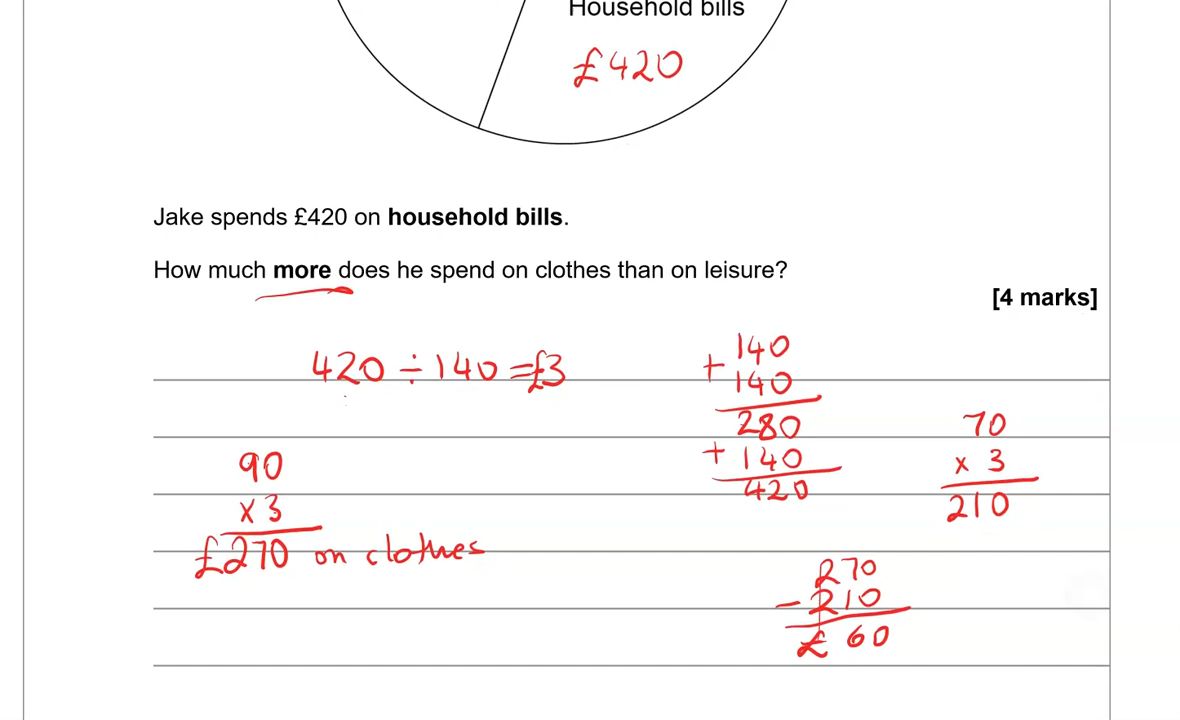 Household bills
£420
Jake spends £420 on household bills.
How much more does he spend on clothes than on leisure?
[4 marks]
420 ÷ 140 = £3
140
+ 140
280
+ 140
420
70
x 3
210
90
x 3
£270 on clothes
270
- 210
£ 60